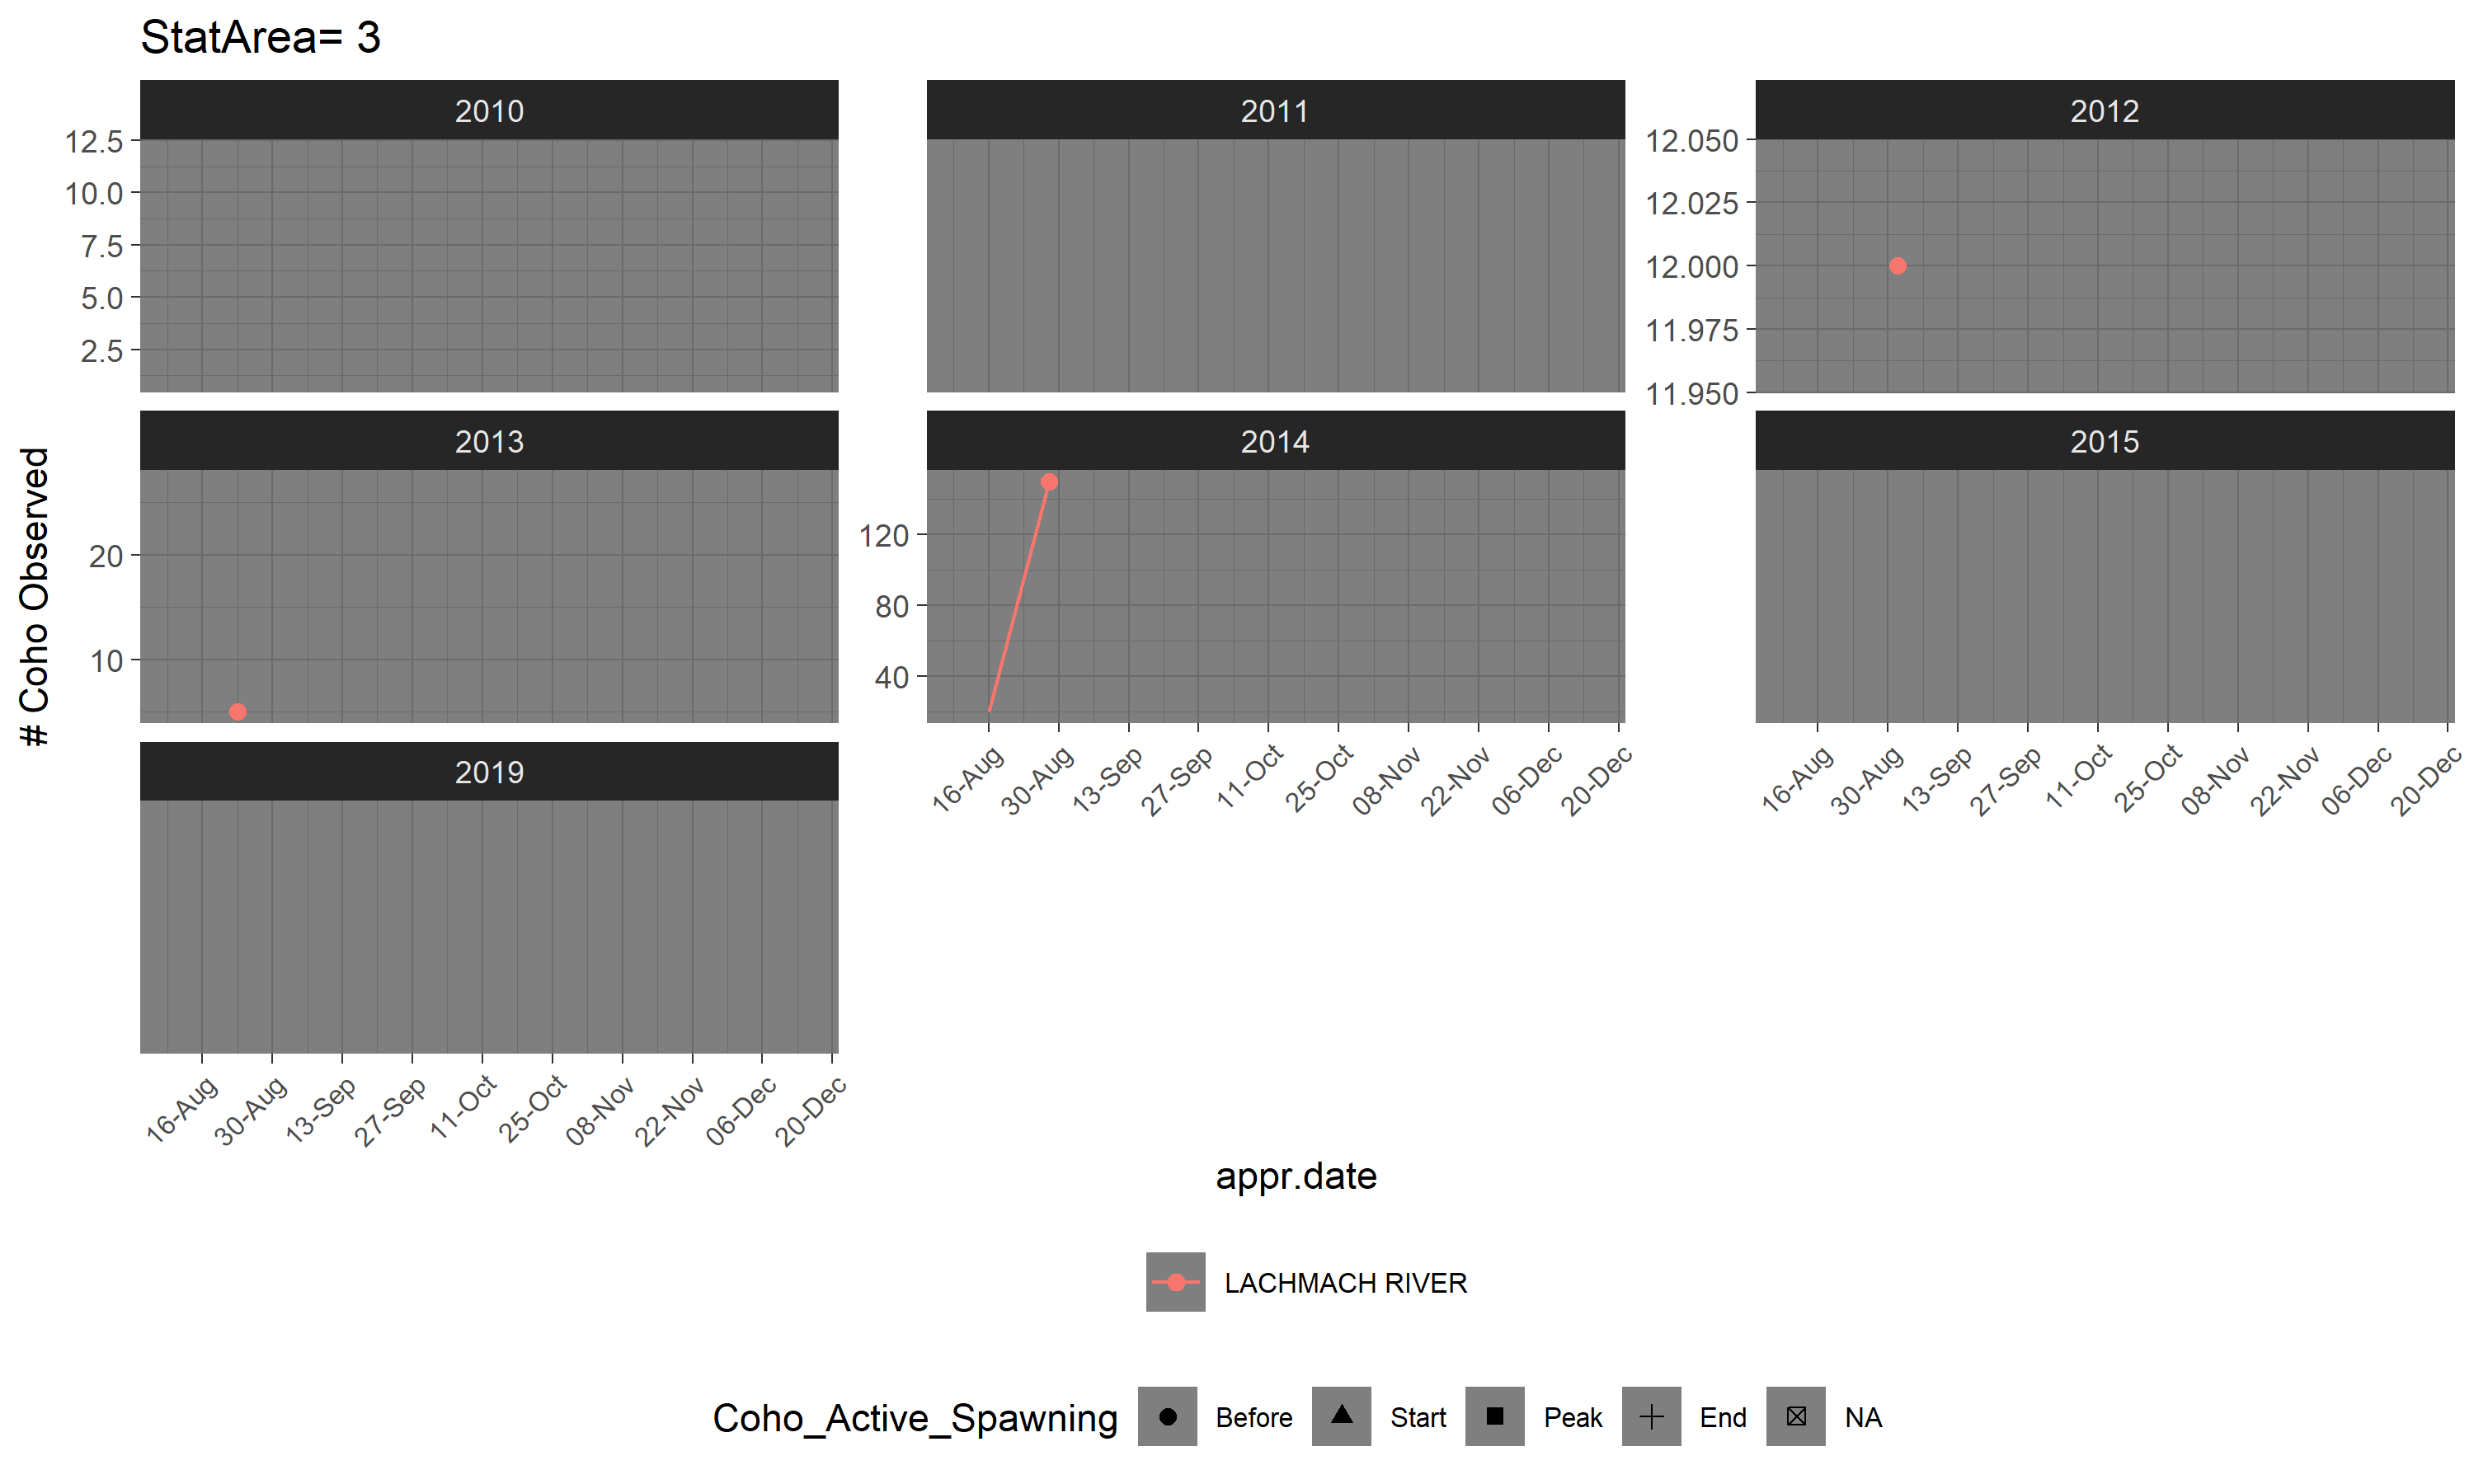 StatArea= 3
2010
2011
2012
12.5
10.0
7.5
5.0
2.5
12.050
12.025
12.000
11.975
11.950
2013
2014
2015
20
10
120
80
40
16-Aug 30-Aug 13-Sep 27-Sep 11-Oct 25-Oct 08-Nov 22-Nov 06-Dec 20-Dec
16-Aug 30-Aug 13-Sep 27-Sep 11-Oct 25-Oct 08-Nov 22-Nov 06-Dec 20-Dec
2019
16-Aug 30-Aug 13-Sep 27-Sep 11-Oct 25-Oct 08-Nov 22-Nov 06-Dec 20-Dec
# Coho Observed
appr.date
LACHMACH RIVER
Coho_Active_Spawning Before Start Peak End NA